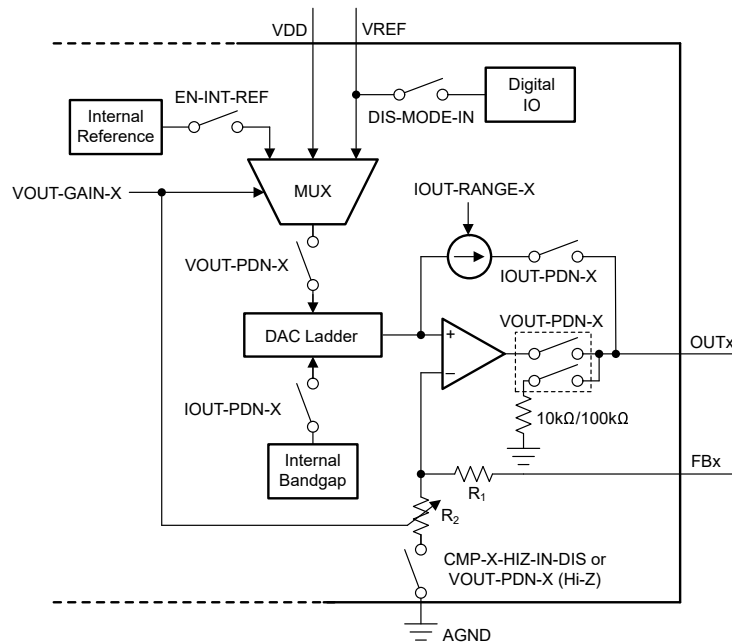 VDD
VREF
EN-INT-REF
Internal
Reference
DIS-MODE-IN
Digital
IO
VOUT-GAIN-X
MUX
IOUT-RANGE-X
VOUT-PDN-X
IOUT-PDN-X
DAC Ladder
+
–
VOUT-PDN-X
OUTx
IOUT-PDN-X
10kΩ/100kΩ
Internal
Bandgap
FBx
R₁
R₂
CMP-X-HIZ-IN-DIS or
VOUT-PDN-X (Hi-Z)
AGND